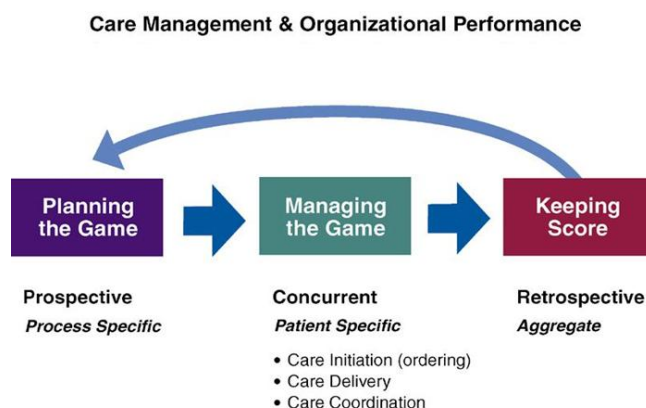 Care Management & Organizational Performance
Planning
the Game
Managing
the Game
Keeping
Score
Prospective
Process Specific
Concurrent
Patient Specific
• Care Initiation (ordering)
• Care Delivery
• Care Coordination
Retrospective
Aggregate